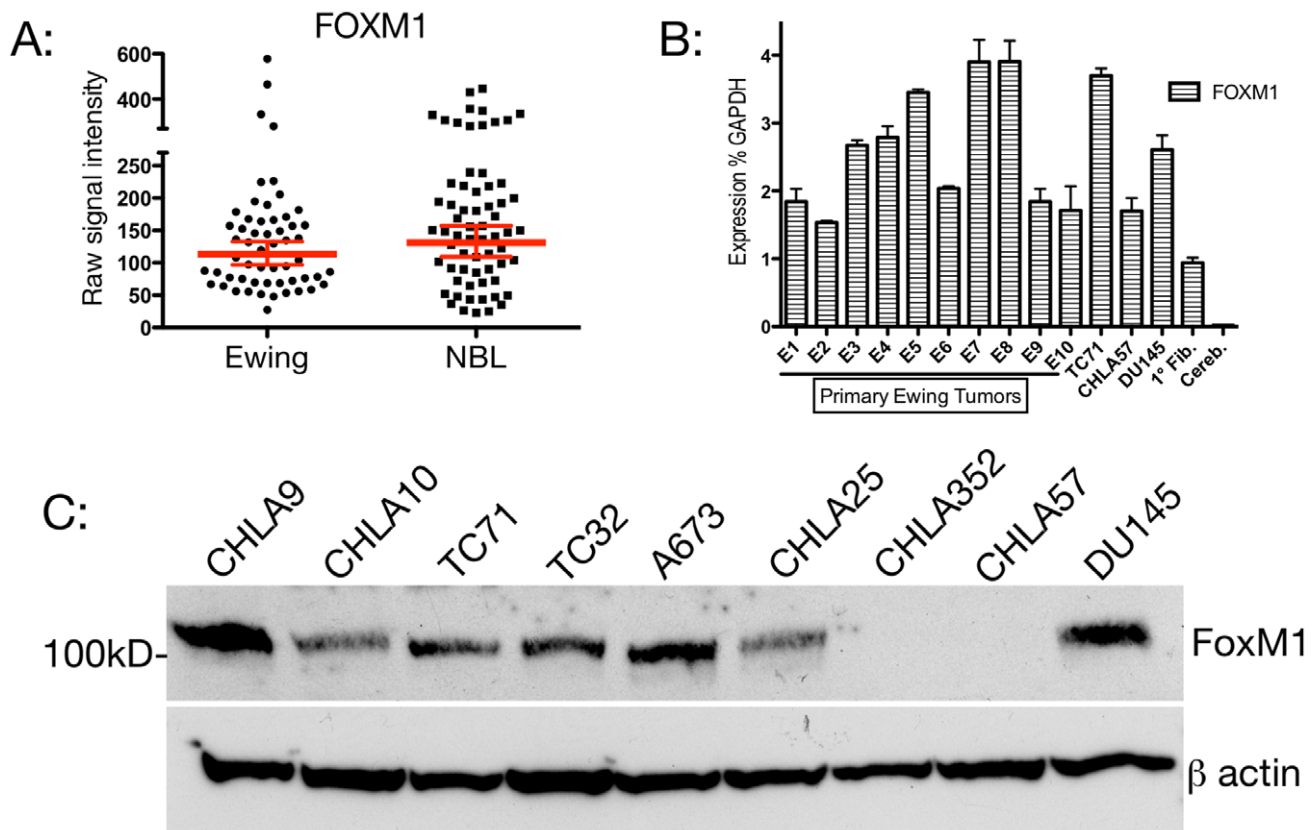 A:
FOXM1
Raw signal intensity
600
400
250
200
150
100
50
0
Ewing
NBL
B:
Expression % GAPDH
4
3
2
1
0
FOXM1
E1
E2
E3
E4
E5
E6
E7
E8
E9
E10
TC71
CHLA57
DU145
1° Fib.
Cereb.
Primary Ewing Tumors
C:
CHLA9
CHLA10
TC71
TC32
A673
CHLA25
CHLA352
CHLA57
DU145
100kD-
FoxM1
β actin